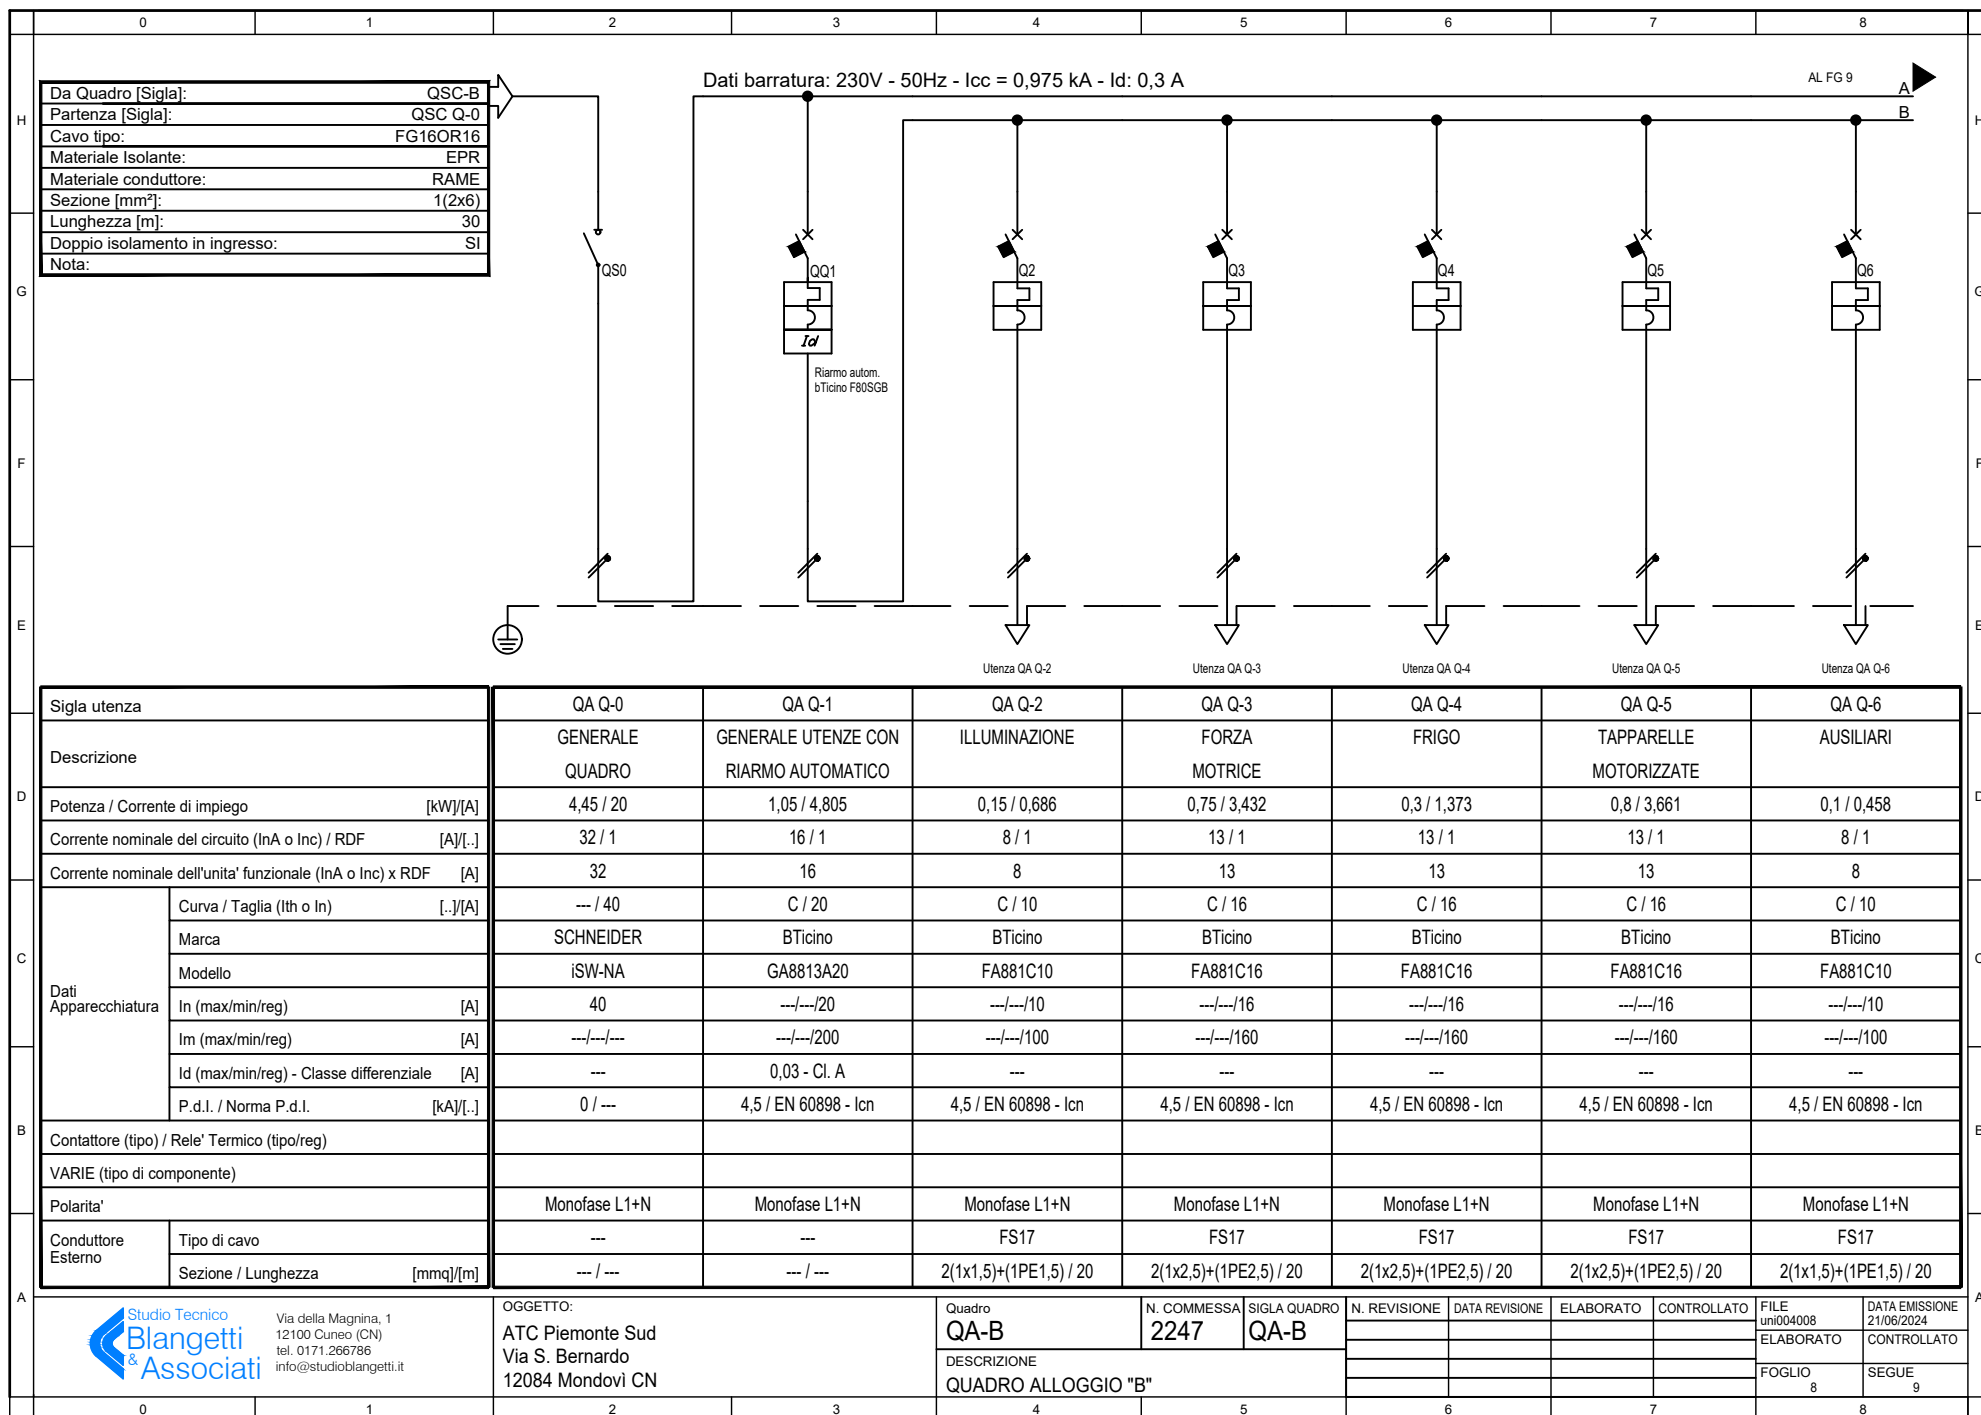 0 1 2 3 4 5 6 7 8
Dati barratura: 230V - 50Hz - Icc = 0,975 kA - Id: 0,3 A
AL FG 9
A
B
Da Quadro [Sigla]: QSC-B
Partenza [Sigla]: QSC Q-0
Cavo tipo: FG16OR16
Materiale Isolante: EPR
Materiale conduttore: RAME
Sezione [mm²]: 1(2x6)
Lunghezza [m]: 30
Doppio isolamento in ingresso: SI
Nota:
H H
G G
F F
E E
D D
C C
B B
A A
QS0 QQ1 Q2 Q3 Q4 Q5 Q6
Id
Riarmo autom.
bTicino F80SGB
Utenza QA Q-2 Utenza QA Q-3 Utenza QA Q-4 Utenza QA Q-5 Utenza QA Q-6
Sigla utenza QA Q-0 QA Q-1 QA Q-2 QA Q-3 QA Q-4 QA Q-5 QA Q-6
Descrizione GENERALE QUADRO GENERALE UTENZE CON RIARMO AUTOMATICO ILLUMINAZIONE FORZA MOTRICE FRIGO TAPPARELLE MOTORIZZATE AUSILIARI
Potenza / Corrente di impiego [kW]/[A] 4,45 / 20 1,05 / 4,805 0,15 / 0,686 0,75 / 3,432 0,3 / 1,373 0,8 / 3,661 0,1 / 0,458
Corrente nominale del circuito (InA o Inc) / RDF [A]/[..] 32 / 1 16 / 1 8 / 1 13 / 1 13 / 1 13 / 1 8 / 1
Corrente nominale dell'unita' funzionale (InA o Inc) x RDF [A] 32 16 8 13 13 13 8
Dati
Apparecchiatura
Curva / Taglia (Ith o In) [..]/[A] --- / 40 C / 20 C / 10 C / 16 C / 16 C / 16 C / 10
Marca SCHNEIDER BTicino BTicino BTicino BTicino BTicino BTicino
Modello iSW-NA GA8813A20 FA881C10 FA881C16 FA881C16 FA881C16 FA881C10
In (max/min/reg) [A] 40 ---/---/20 ---/---/10 ---/---/16 ---/---/16 ---/---/16 ---/---/10
Im (max/min/reg) [A] ---/---/--- ---/---/200 ---/---/100 ---/---/160 ---/---/160 ---/---/160 ---/---/100
Id (max/min/reg) - Classe differenziale [A] --- 0,03 - Cl. A --- --- --- --- ---
P.d.I. / Norma P.d.I. [kA]/[..] 0 / --- 4,5 / EN 60898 - Icn 4,5 / EN 60898 - Icn 4,5 / EN 60898 - Icn 4,5 / EN 60898 - Icn 4,5 / EN 60898 - Icn 4,5 / EN 60898 - Icn
Contattore (tipo) / Rele' Termico (tipo/reg)
VARIE (tipo di componente)
Polarita' Monofase L1+N Monofase L1+N Monofase L1+N Monofase L1+N Monofase L1+N Monofase L1+N Monofase L1+N
Conduttore
Esterno
Tipo di cavo --- --- FS17 FS17 FS17 FS17 FS17
Sezione / Lunghezza [mmq]/[m] --- / --- --- / --- 2(1x1,5)+(1PE1,5) / 20 2(1x2,5)+(1PE2,5) / 20 2(1x2,5)+(1PE2,5) / 20 2(1x2,5)+(1PE2,5) / 20 2(1x1,5)+(1PE1,5) / 20
Studio Tecnico
Blangetti
& Associati
Via della Magnina, 1
12100 Cuneo (CN)
tel. 0171.266786
info@studioblangetti.it
OGGETTO:
ATC Piemonte Sud
Via S. Bernardo
12084 Mondovì CN
Quadro
QA-B
N. COMMESSA
2247
SIGLA QUADRO
QA-B
DESCRIZIONE
QUADRO ALLOGGIO "B"
N. REVISIONE DATA REVISIONE ELABORATO CONTROLLATO
FILE
uni004008
DATA EMISSIONE
21/06/2024
ELABORATO CONTROLLATO
FOGLIO
8
SEGUE
9
0 1 2 3 4 5 6 7 8